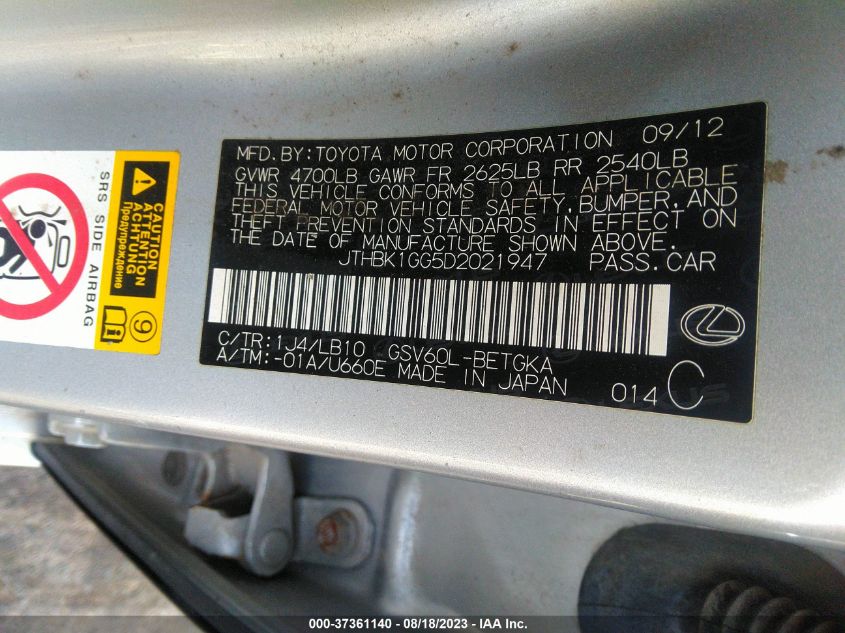 MFD.BY:TOYOTA MOTOR CORPORATION 09/12
GVWR 4700LB GAWR FR 2625LB RR 2540LB
THIS VEHICLE CONFORMS TO ALL APPLICABLE
FEDERAL MOTOR VEHICLE SAFETY,BUMPER,AND
THEFT PREVENTION STANDARDS IN EFFECT ON
THE DATE OF MANUFACTURE SHOWN ABOVE.
JTHBK1GG5D2021947 PASS.CAR
C/TR:1J4/LB10 GSV60L-BETGKA
A/TM:-01A/U660E MADE IN JAPAN
014 C
SRS SIDE AIRBAG
CAUTION
ATTENTION
ACHTUNG
Предупреждение
9
000-37361140 - 08/18/2023 - IAA Inc.